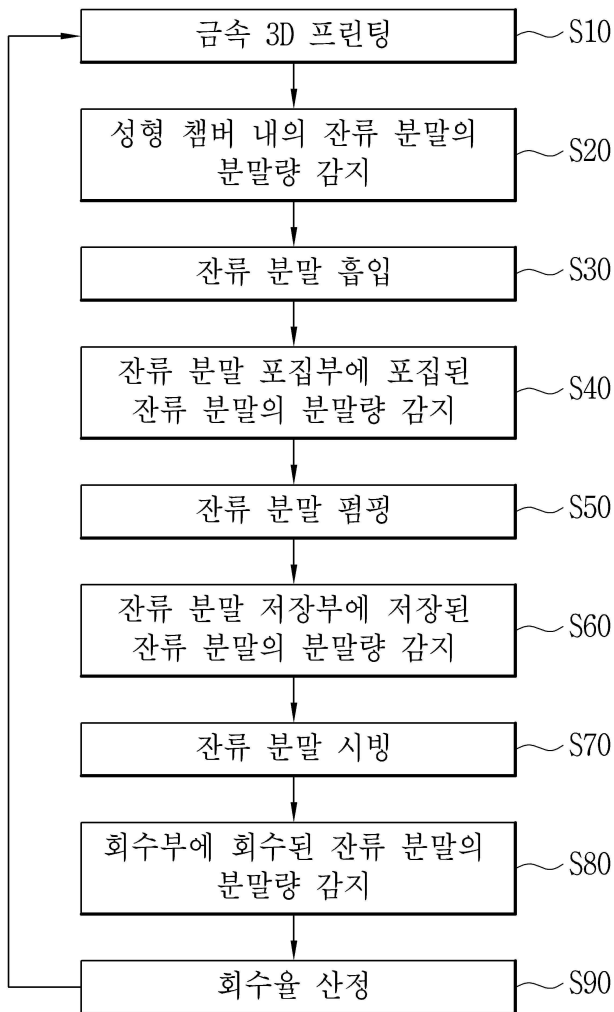 금속 3D 프린팅
S10
성형 챔버 내의 잔류 분말의
분말량 감지
S20
잔류 분말 흡입
S30
잔류 분말 포집부에 포집된
잔류 분말의 분말량 감지
S40
잔류 분말 펌핑
S50
잔류 분말 저장부에 저장된
잔류 분말의 분말량 감지
S60
잔류 분말 시빙
S70
회수부에 회수된 잔류 분말의
분말량 감지
S80
회수율 산정
S90